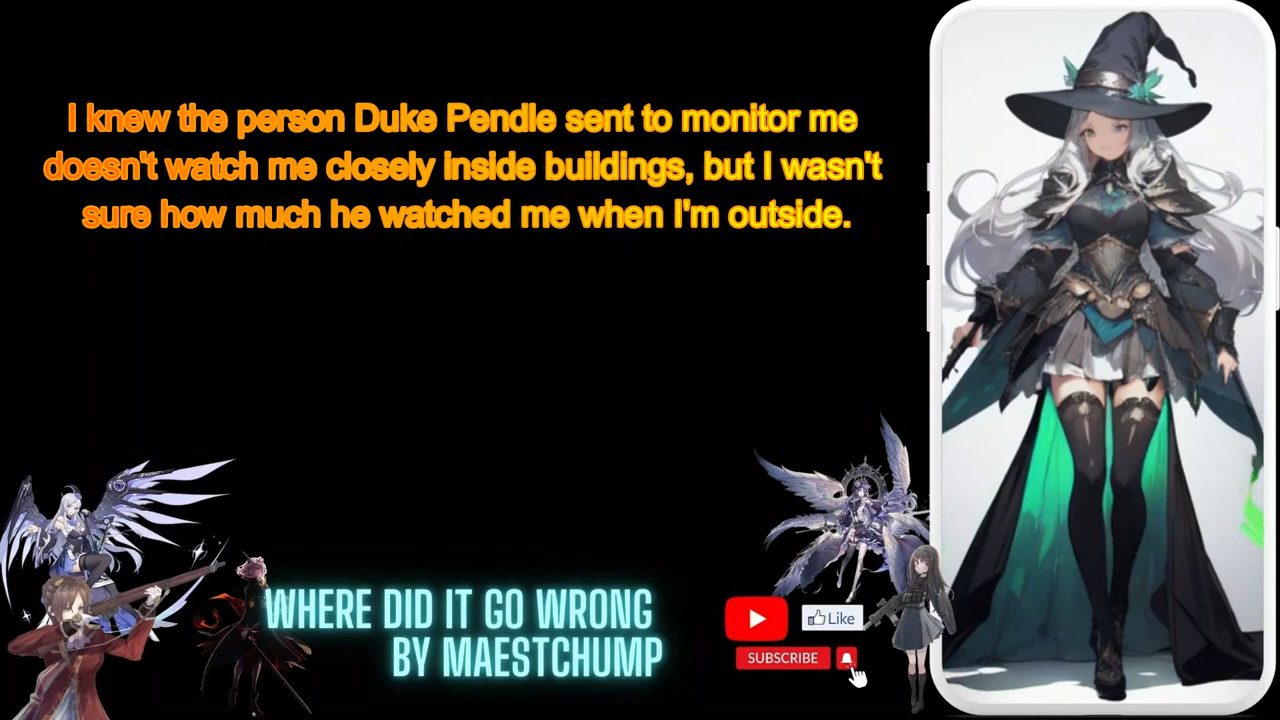 I knew the person Duke Pendle sent to monitor me
doesn't watch me closely inside buildings, but I wasn't
sure how much he watched me when I'm outside.
WHERE DID IT GO WRONG
BY MAESTCHUMP
Like
SUBSCRIBE